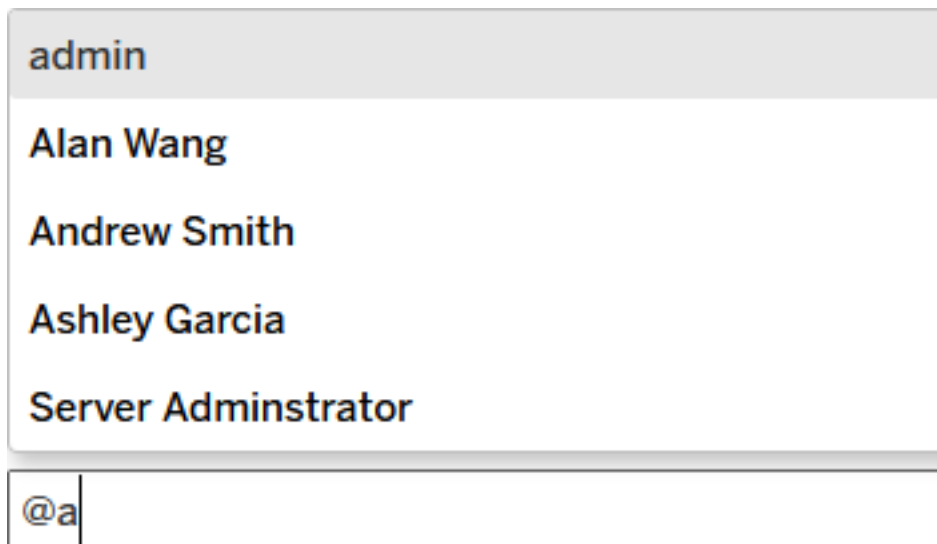 admin
Alan Wang
Andrew Smith
Ashley Garcia
Server Adminstrator
@a